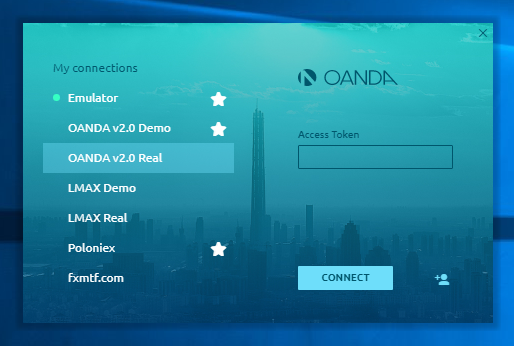 My connections
Emulator
OANDA v2.0 Demo
OANDA v2.0 Real
LMAX Demo
LMAX Real
Poloniex
fxmtf.com
OANDA
Access Token
CONNECT